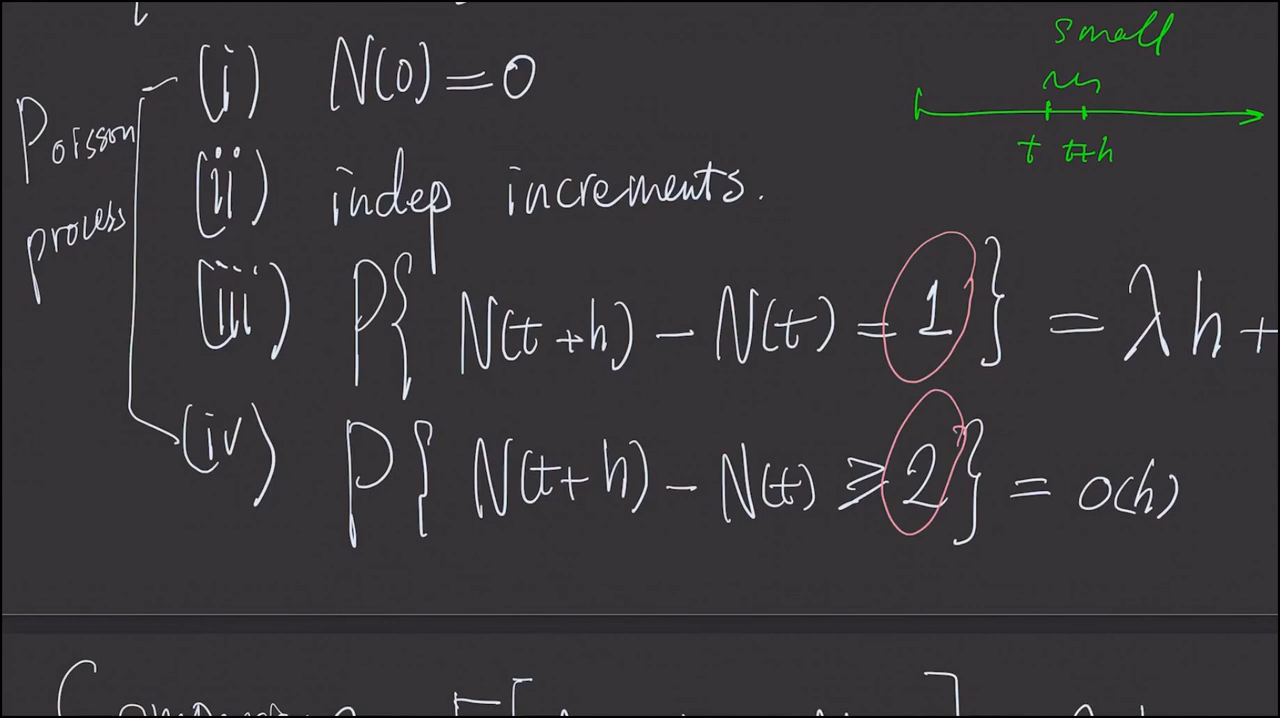 small
(i) N(0)=0
t t+h
Poisson process
(ii) indep increments.
(iii) P{ N(t+h) - N(t) = 1 } = λh +
(iv) P{ N(t+h) - N(t) ≥ 2 } = o(h)